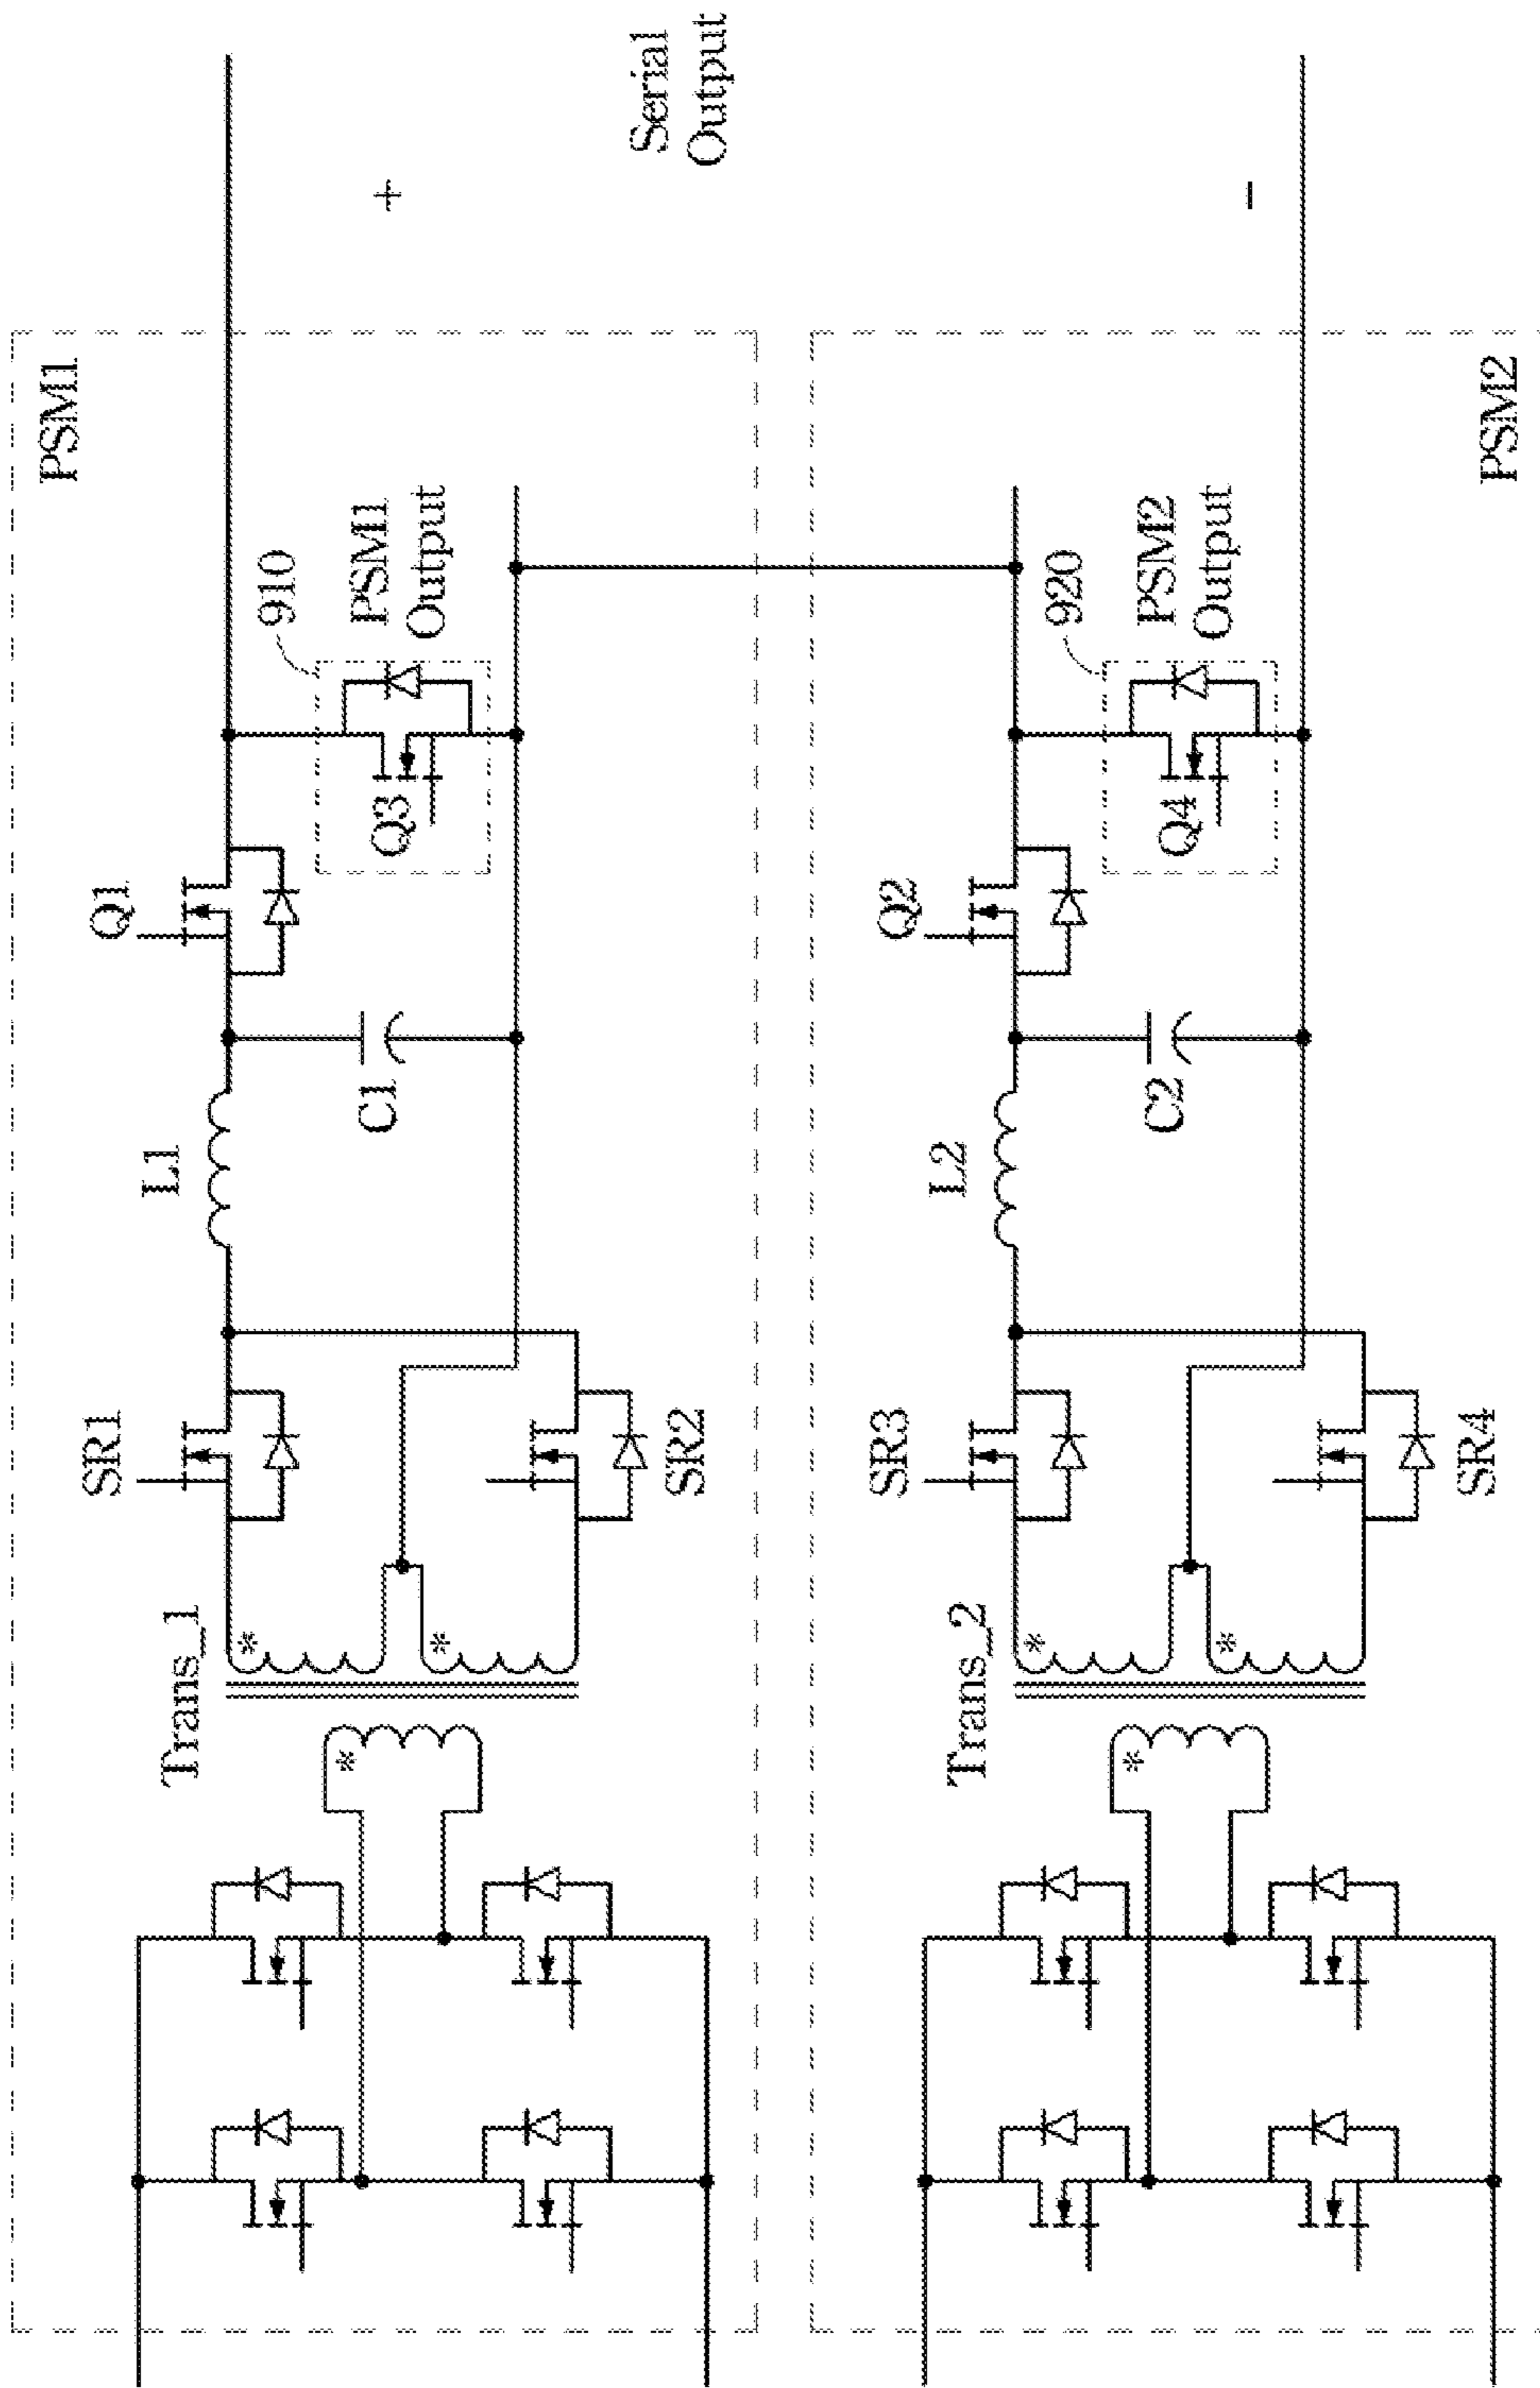 PSM1
Trans_1
SR1
SR2
L1
C1
Q1
Q3
910
PSM1
Output
+
Serial
Output
PSM2
Trans_2
SR3
SR4
L2
C2
Q2
Q4
920
PSM2
Output
-
*
*
*
*
*
*